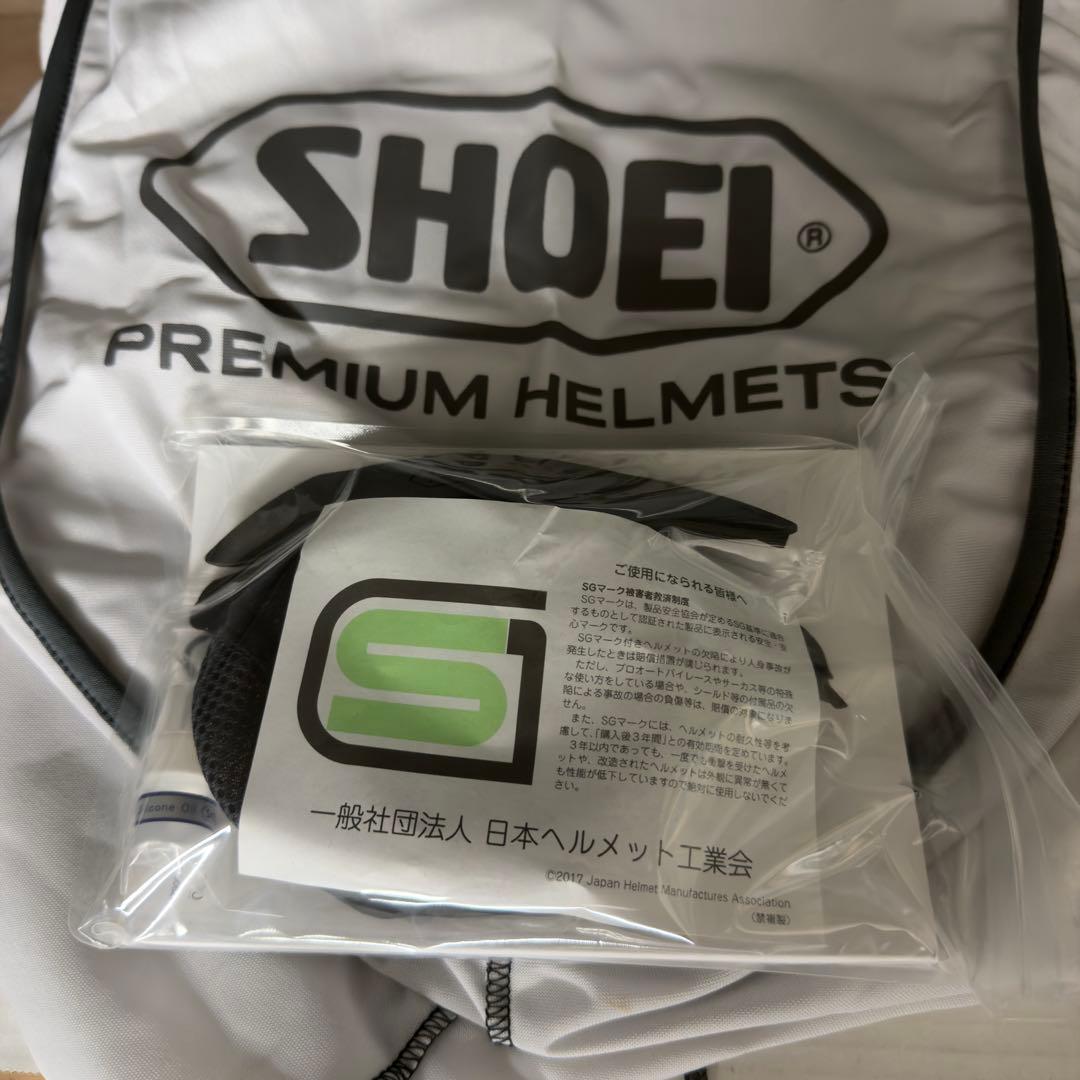 SHOEI
®
PREMIUM HELMETS
ご使用になられる皆様へ
SGマーク被害者救済制度
SGマークは、製品安全協会が定めるSG基準に適合
するものとして認証された製品に表示される安全・安
心マークです。
SGマーク付きヘルメットの欠陥により人身事故が
発生したときは賠償措置が講じられます。
ただし、プロオートバイレースやサーカス等の特殊
な使い方をしている場合や、シールド等の付属品の欠
陥による事故の場合の負傷等は、賠償の対象になりま
せん。
また、SGマークには、ヘルメットの耐久性等を考
慮して、「購入後3年間」との有効期間を定めています。
3年以内であっても、一度でも衝撃を受けたヘルメ
ットや、改造されたヘルメットは外観に異常が無くて
も性能が低下していますので絶対に使用しないでくだ
さい。
SG
一般社団法人 日本ヘルメット工業会
©2017 Japan Helmet Manufactures Association
(禁複製)
icone Oil